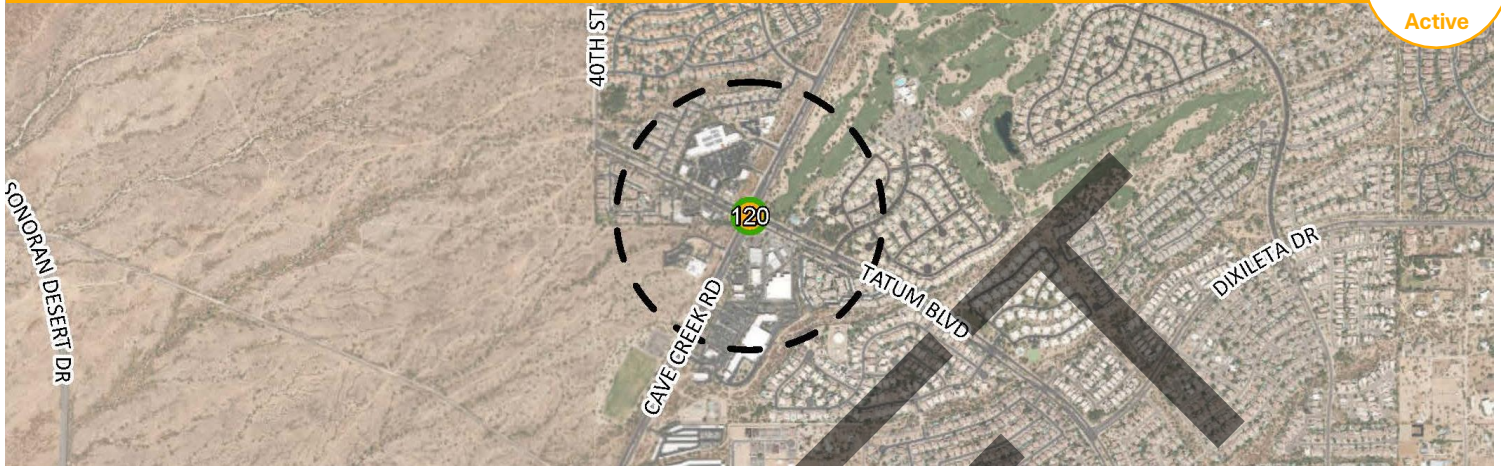 Active
40TH ST
120
SONORAN DESERT DR
TATUM BLVD
DIXILETA DR
CAVE CREEK RD